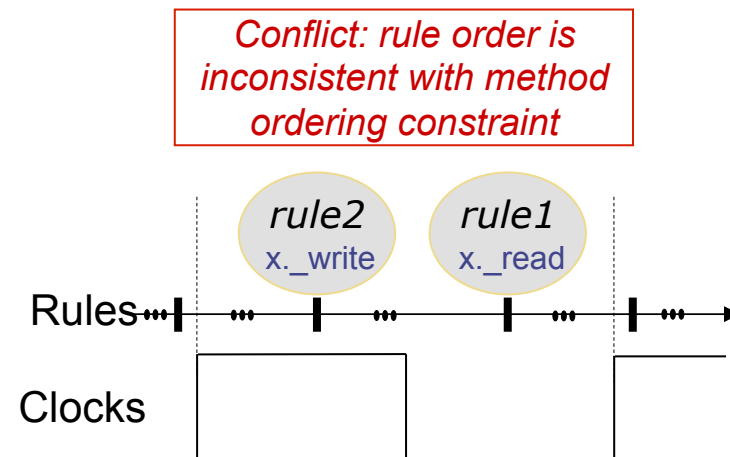 Conflict: rule order is
inconsistent with method
ordering constraint
rule2 rule1
x._write x._read
Rules
Clocks